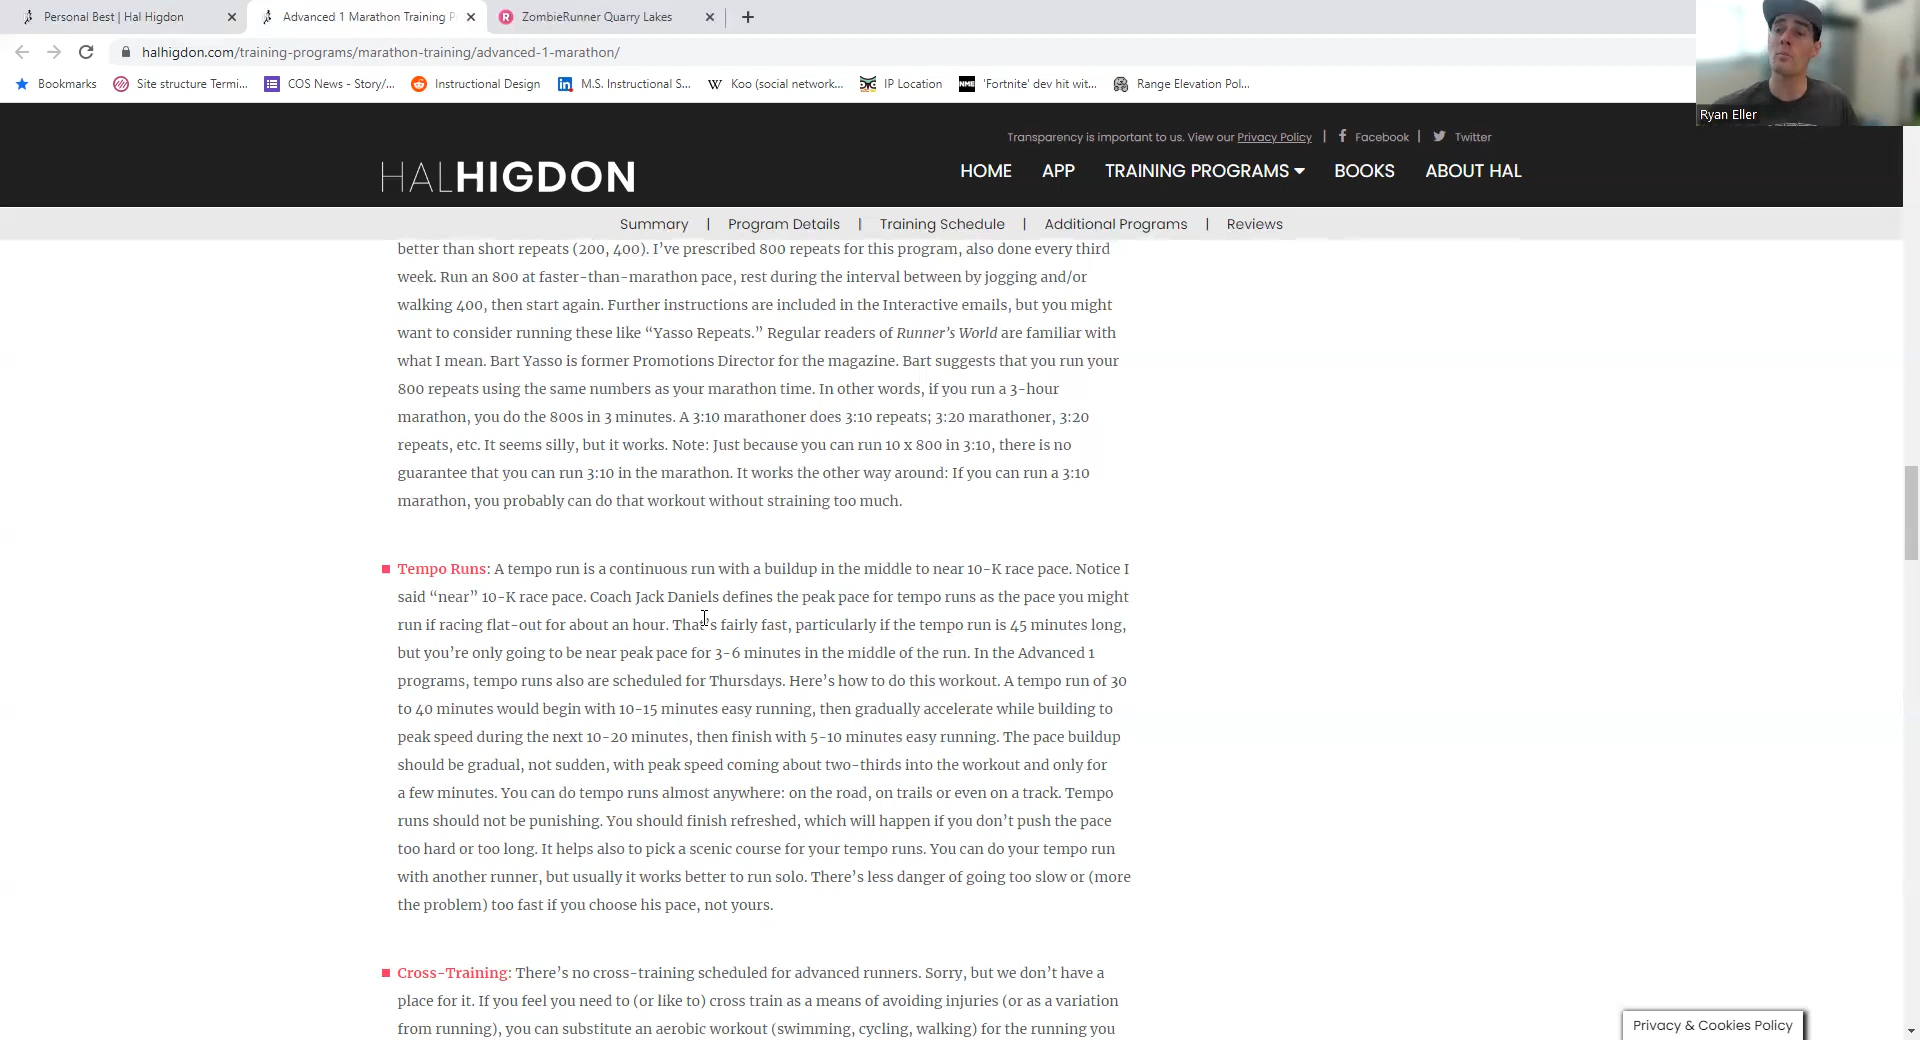 Personal Best | Hal Higdon
Advanced 1 Marathon Training P
ZombieRunner Quarry Lakes
halhigdon.com/training-programs/marathon-training/advanced-1-marathon/
Bookmarks
Site structure Termi...
COS News - Story/...
Instructional Design
M.S. Instructional S...
Koo (social network...
IP Location
'Fortnite' dev hit wit...
Range Elevation Pol...
Ryan Eller
Transparency is important to us. View our Privacy Policy | Facebook | Twitter
HALHIGDON
HOME APP TRAINING PROGRAMS BOOKS ABOUT HAL
Summary | Program Details | Training Schedule | Additional Programs | Reviews
better than short repeats (200, 400). I’ve prescribed 800 repeats for this program, also done every third
week. Run an 800 at faster-than-marathon pace, rest during the interval between by jogging and/or
walking 400, then start again. Further instructions are included in the Interactive emails, but you might
want to consider running these like “Yasso Repeats.” Regular readers of Runner’s World are familiar with
what I mean. Bart Yasso is former Promotions Director for the magazine. Bart suggests that you run your
800 repeats using the same numbers as your marathon time. In other words, if you run a 3-hour
marathon, you do the 800s in 3 minutes. A 3:10 marathoner does 3:10 repeats; 3:20 marathoner, 3:20
repeats, etc. It seems silly, but it works. Note: Just because you can run 10 x 800 in 3:10, there is no
guarantee that you can run 3:10 in the marathon. It works the other way around: If you can run a 3:10
marathon, you probably can do that workout without straining too much.
Tempo Runs: A tempo run is a continuous run with a buildup in the middle to near 10-K race pace. Notice I
said “near” 10-K race pace. Coach Jack Daniels defines the peak pace for tempo runs as the pace you might
run if racing flat-out for about an hour. That’s fairly fast, particularly if the tempo run is 45 minutes long,
but you’re only going to be near peak pace for 3-6 minutes in the middle of the run. In the Advanced 1
programs, tempo runs also are scheduled for Thursdays. Here’s how to do this workout. A tempo run of 30
to 40 minutes would begin with 10-15 minutes easy running, then gradually accelerate while building to
peak speed during the next 10-20 minutes, then finish with 5-10 minutes easy running. The pace buildup
should be gradual, not sudden, with peak speed coming about two-thirds into the workout and only for
a few minutes. You can do tempo runs almost anywhere: on the road, on trails or even on a track. Tempo
runs should not be punishing. You should finish refreshed, which will happen if you don’t push the pace
too hard or too long. It helps also to pick a scenic course for your tempo runs. You can do your tempo run
with another runner, but usually it works better to run solo. There’s less danger of going too slow or (more
the problem) too fast if you choose his pace, not yours.
Cross-Training: There’s no cross-training scheduled for advanced runners. Sorry, but we don’t have a
place for it. If you feel you need to (or like to) cross train as a means of avoiding injuries (or as a variation
from running), you can substitute an aerobic workout (swimming, cycling, walking) for the running you
Privacy & Cookies Policy